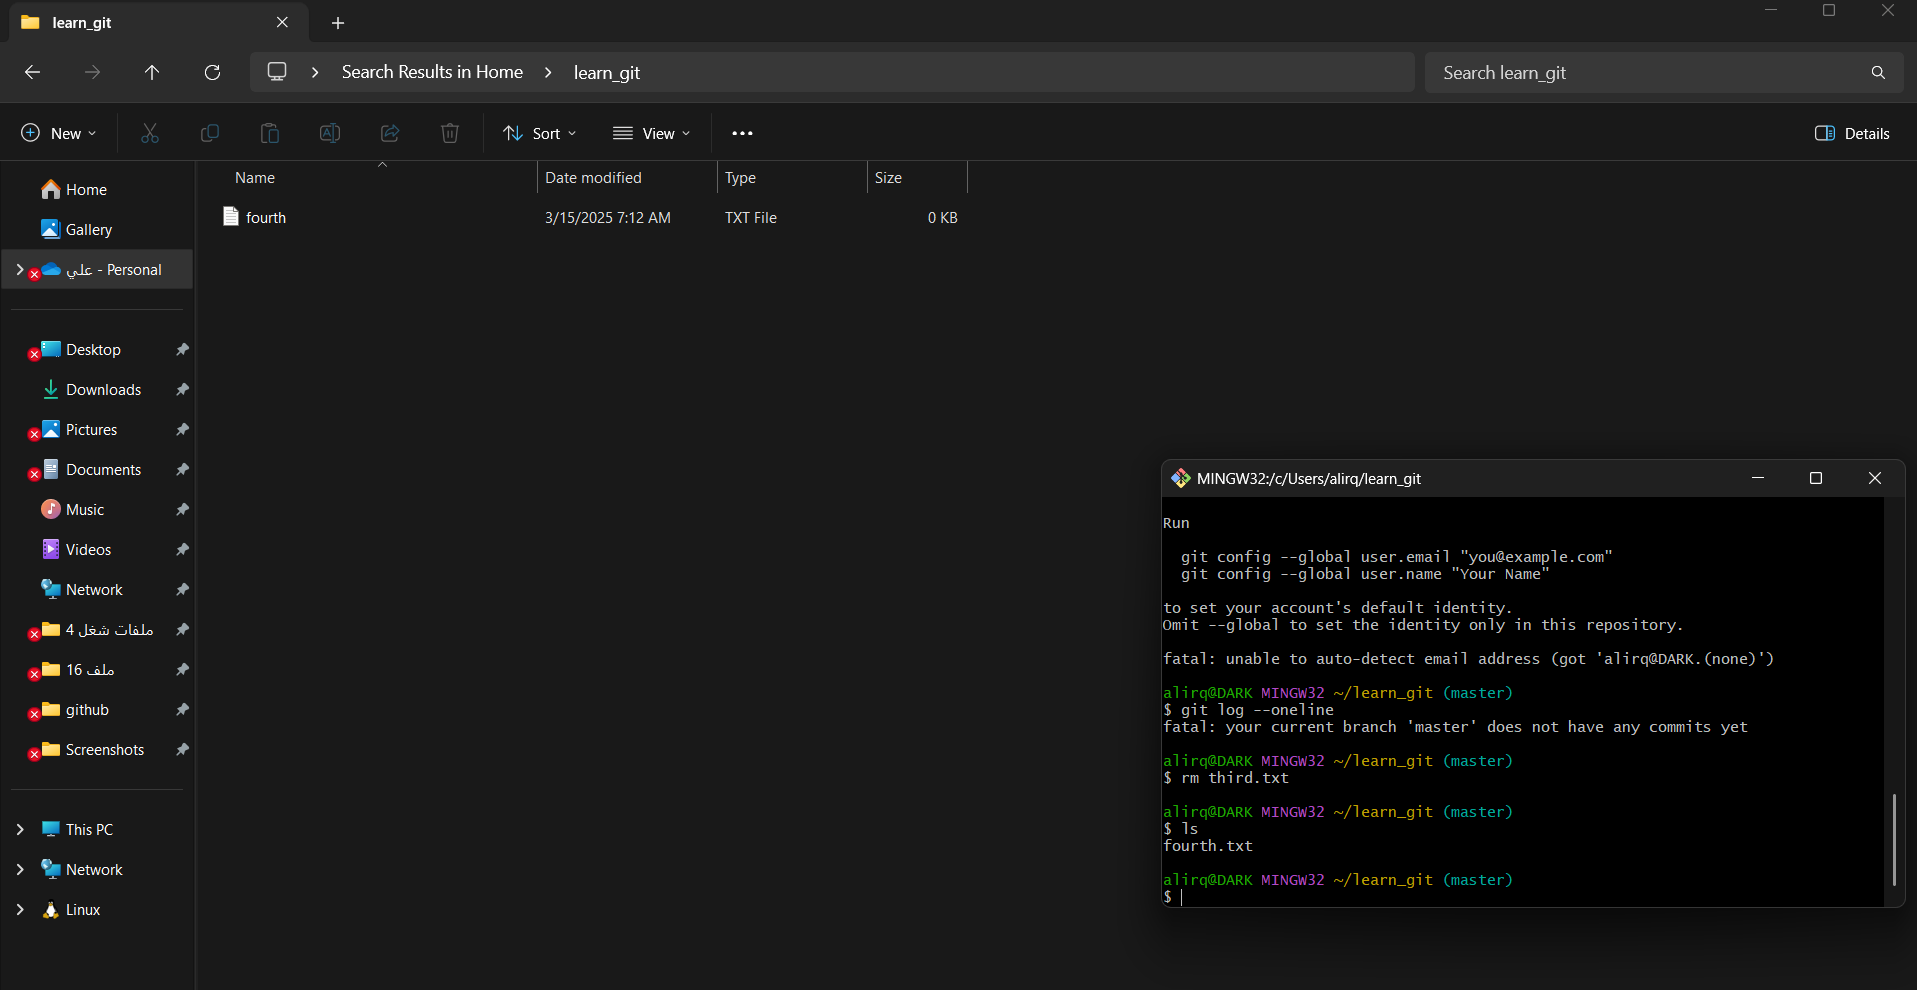 learn_git
Search Results in Home > learn_git
Search learn_git
New
Sort
View
Details
Home
Gallery
علي - Personal
Desktop
Downloads
Pictures
Documents
Music
Videos
Network
ملفات شغل 4
ملف 16
github
Screenshots
This PC
Network
Linux
Name Date modified Type Size
fourth 3/15/2025 7:12 AM TXT File 0 KB
MINGW32:/c/Users/alirq/learn_git
Run
git config --global user.email "you@example.com"
git config --global user.name "Your Name"
to set your account's default identity.
Omit --global to set the identity only in this repository.
fatal: unable to auto-detect email address (got 'alirq@DARK.(none)')
alirq@DARK MINGW32 ~/learn_git (master)
$ git log --oneline
fatal: your current branch 'master' does not have any commits yet
alirq@DARK MINGW32 ~/learn_git (master)
$ rm third.txt
alirq@DARK MINGW32 ~/learn_git (master)
$ ls
fourth.txt
alirq@DARK MINGW32 ~/learn_git (master)
$